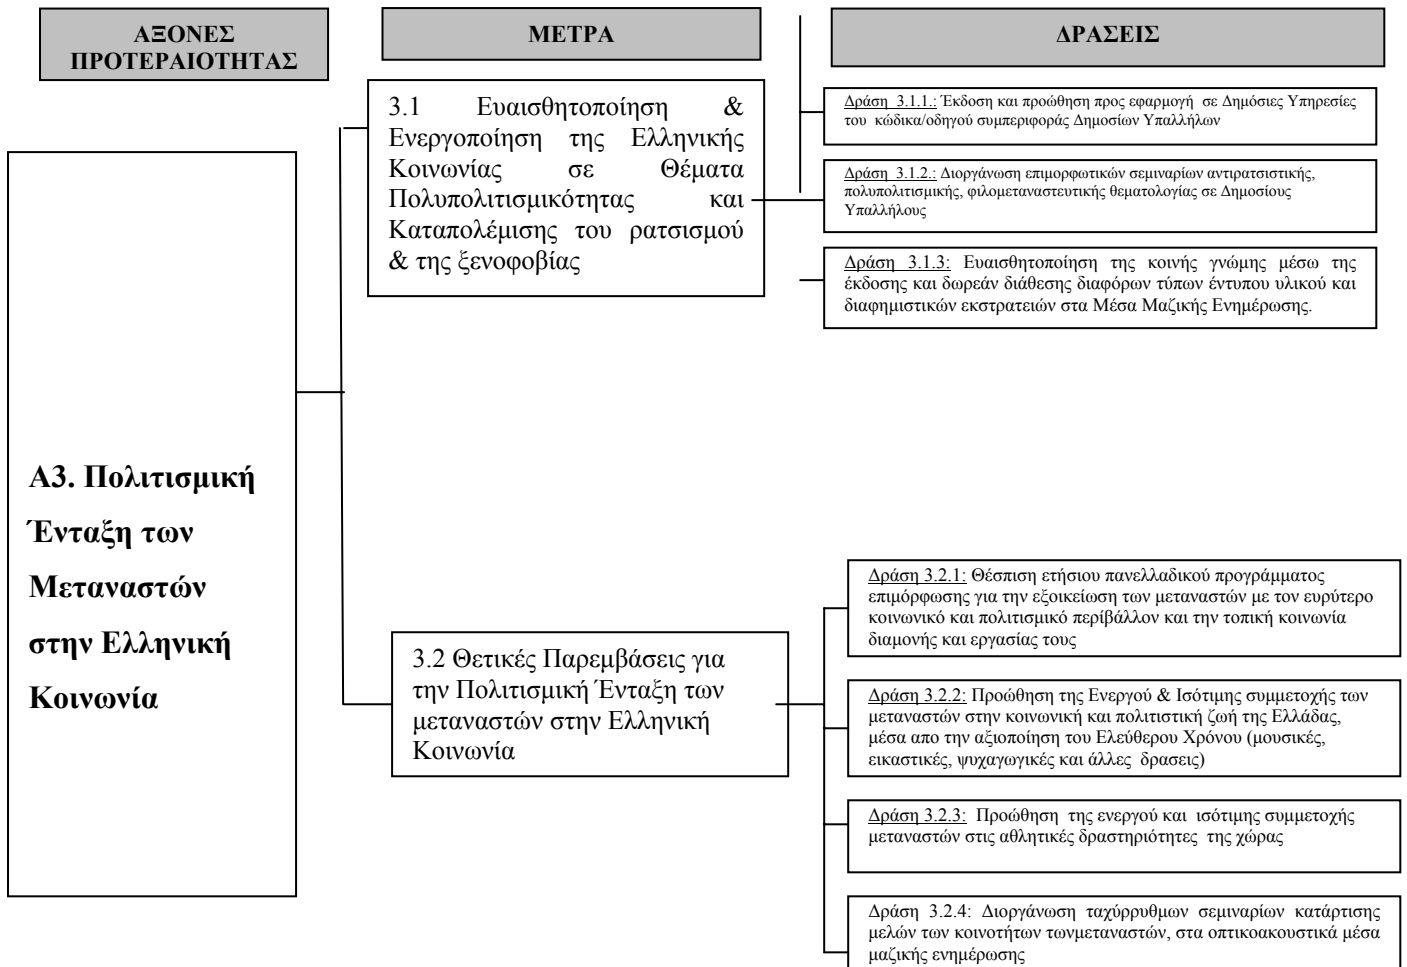 ΑΞΟΝΕΣ
ΠΡΟΤΕΡΑΙΟΤΗΤΑΣ
ΜΕΤΡΑ
ΔΡΑΣΕΙΣ
Α3. Πολιτισμική
Ένταξη των
Μεταναστών
στην Ελληνική
Κοινωνία
3.1 Ευαισθητοποίηση &
Ενεργοποίηση της Ελληνικής
Κοινωνίας σε Θέματα
Πολυπολιτισμικότητας και
Καταπολέμισης του ρατσισμού
& της ξενοφοβίας
Δράση 3.1.1.: Έκδοση και προώθηση προς εφαρμογή σε Δημόσιες Υπηρεσίες
του κώδικα/οδηγού συμπεριφοράς Δημοσίων Υπαλλήλων
Δράση 3.1.2.: Διοργάνωση επιμορφωτικών σεμιναρίων αντιρατσιστικής,
πολυπολιτισμικής, φιλομεταναστευτικής θεματολογίας σε Δημοσίους
Υπαλλήλους
Δράση 3.1.3: Ευαισθητοποίηση της κοινής γνώμης μέσω της
έκδοσης και δωρεάν διάθεσης διαφόρων τύπων έντυπου υλικού και
διαφημιστικών εκστρατειών στα Μέσα Μαζικής Ενημέρωσης.
3.2 Θετικές Παρεμβάσεις για
την Πολιτισμική Ένταξη των
μεταναστών στην Ελληνική
Κοινωνία
Δράση 3.2.1: Θέσπιση ετήσιου πανελλαδικού προγράμματος
επιμόρφωσης για την εξοικείωση των μεταναστών με τον ευρύτερο
κοινωνικό και πολιτισμικό περίβάλλον και την τοπική κοινωνία
διαμονής και εργασίας τους
Δράση 3.2.2: Προώθηση της Ενεργού & Ισότιμης συμμετοχής των
μεταναστών στην κοινωνική και πολιτιστική ζωή της Ελλάδας,
μέσα απο την αξιοποίηση του Ελεύθερου Χρόνου (μουσικές,
εικαστικές, ψυχαγωγικές και άλλες δρασεις)
Δράση 3.2.3: Προώθηση της ενεργού και ισότιμης συμμετοχής
μεταναστών στις αθλητικές δραστηριότητες της χώρας
Δράση 3.2.4: Διοργάνωση ταχύρρυθμων σεμιναρίων κατάρτισης
μελών των κοινοτήτων τωνμεταναστών, στα οπτικοακουστικά μέσα
μαζικής ενημέρωσης